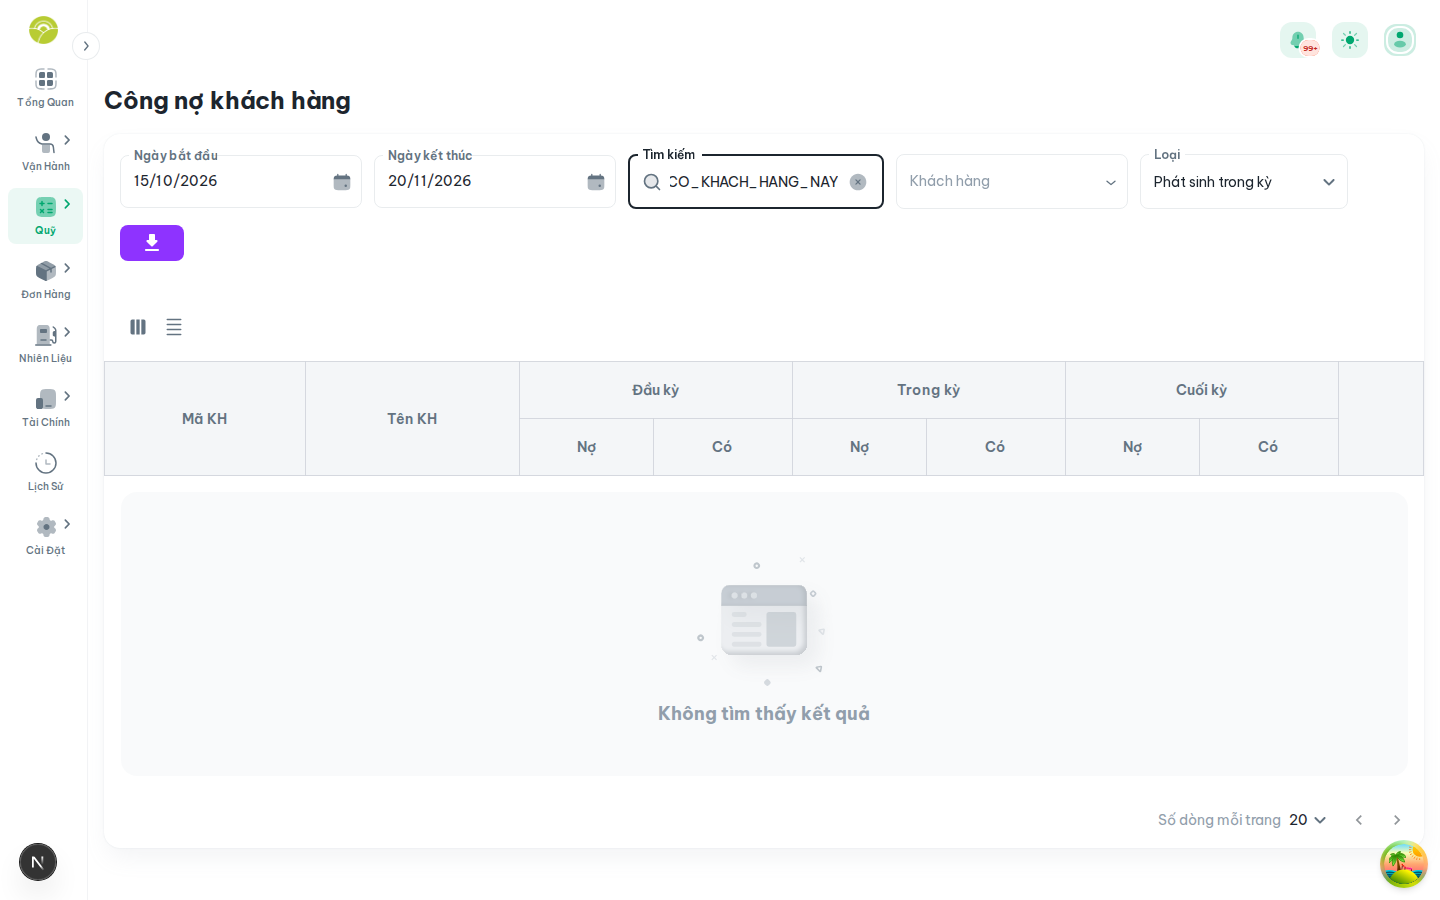 99+
Tổng Quan
Vận Hành
Quỹ
Đơn Hàng
Nhiên Liệu
Tài Chính
Lịch Sử
Cài Đặt
N
Công nợ khách hàng
Ngày bắt đầu
15/10/2026
Ngày kết thúc
20/11/2026
Tìm kiếm
CO_KHACH_HANG_NAY
Khách hàng
Loại
Phát sinh trong kỳ
Mã KH
Tên KH
Đầu kỳ
Trong kỳ
Cuối kỳ
Nợ
Có
Nợ
Có
Nợ
Có
Không tìm thấy kết quả
Số dòng mỗi trang 20